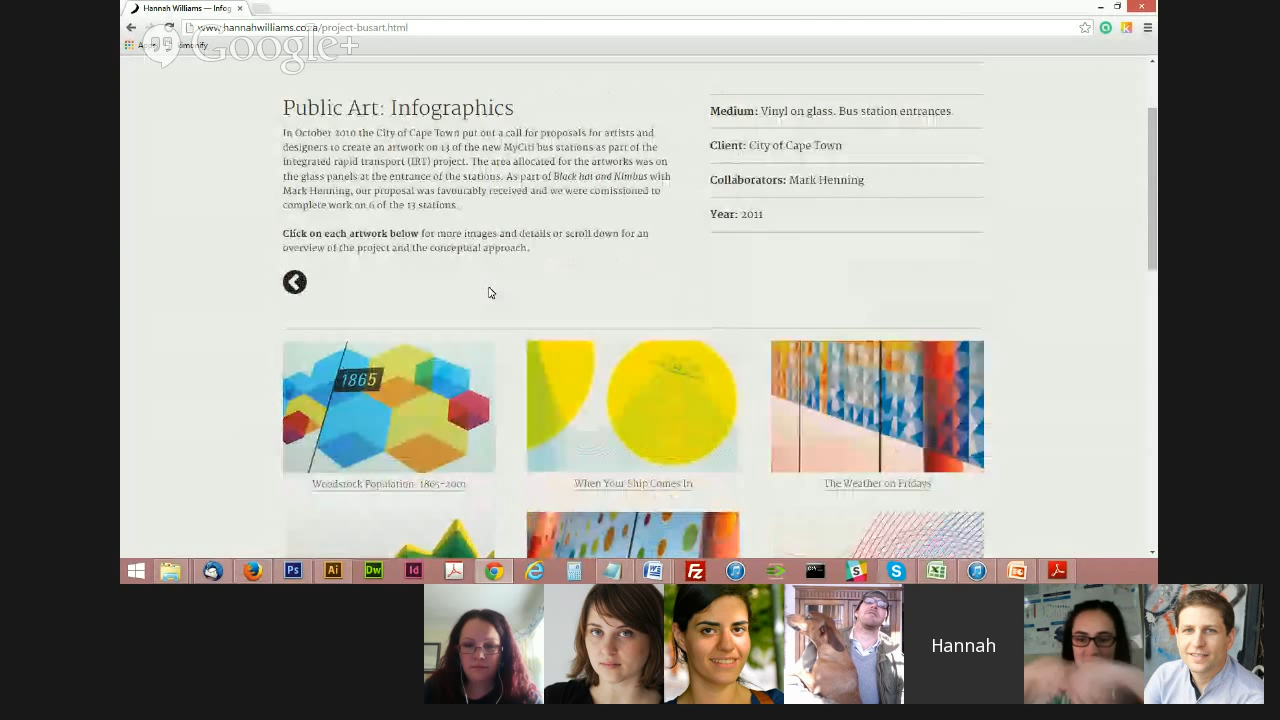 Hannah Williams — Infog
www.hannahwilliams.co.za/project-busart.html
Google+
Public Art: Infographics
In October 2010 the City of Cape Town put out a call for proposals for artists and
designers to create an artwork on 13 of the new MyCiti bus stations as part of the
integrated rapid transport (IRT) project. The area allocated for the artworks was on
the glass panels at the entrance of the stations. As part of Black hat and Nimbus with
Mark Henning, our proposal was favourably received and we were comissioned to
complete work on 6 of the 13 stations.
Click on each artwork below for more images and details or scroll down for an
overview of the project and the conceptual approach.
Medium: Vinyl on glass. Bus station entrances.
Client: City of Cape Town
Collaborators: Mark Henning
Year: 2011
1865
Woodstock Population: 1865-2001
When Your Ship Comes In
The Weather on Fridays
Ps
Ai
Dw
Id
Hannah